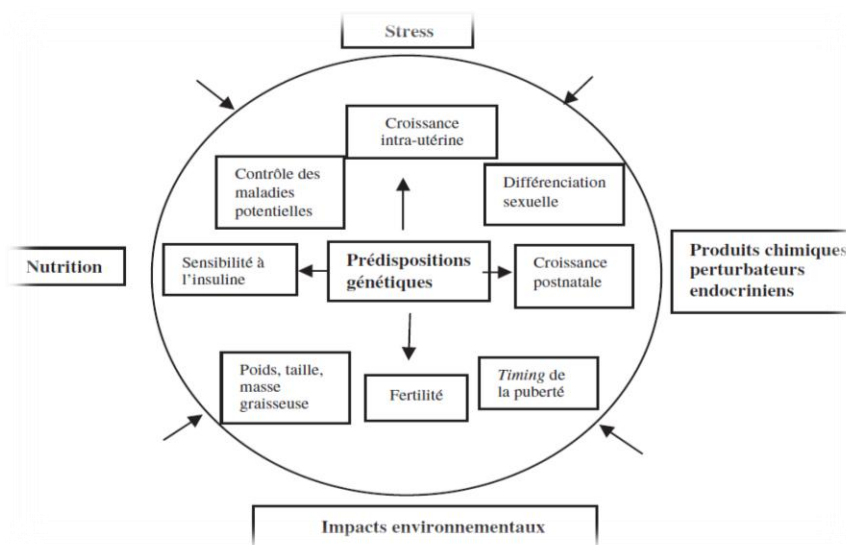 Stress
Croissance
intra-utérine
Contrôle des
maladies
potentielles
Différenciation
sexuelle
Nutrition
Sensibilité à
l'insuline
Prédispositions
génétiques
Croissance
postnatale
Produits chimiques
perturbateurs
endocriniens
Poids, taille,
masse
graisseuse
Fertilité
Timing de
la puberté
Impacts environnementaux